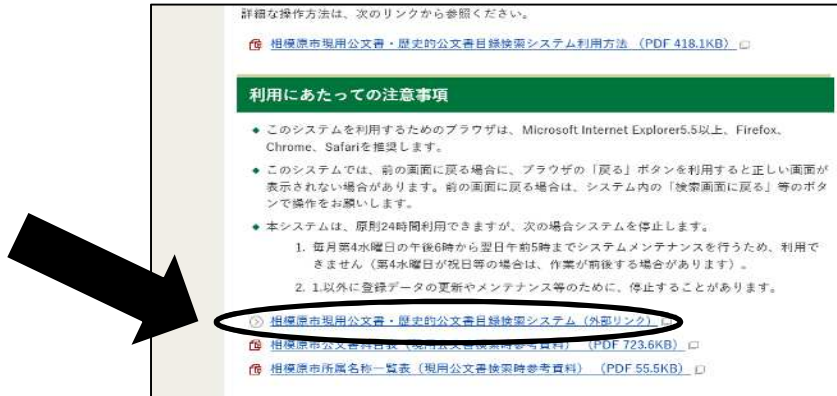 詳細な操作方法は、次のリンクから参照ください。
相模原市現用公文書・歴史的公文書目録検索システム利用方法 （PDF 418.1KB）
利用にあたっての注意事項
このシステムを利用するためのブラウザは、Microsoft Internet Explorer5.5以上、Firefox、
Chrome、Safariを推奨します。
このシステムでは、前の画面に戻る場合に、ブラウザの「戻る」ボタンを利用すると正しい画面が
表示されない場合があります。前の画面に戻る場合は、システム内の「検索画面に戻る」等のボタ
ンで操作をお願いします。
本システムは、原則24時間利用できますが、次の場合システムを停止します。
1. 毎月第4水曜日の午後6時から翌日午前5時までシステムメンテナンスを行うため、利用で
きません（第4水曜日が祝日等の場合は、作業が前後する場合があります）。
2. 1.以外に登録データの更新やメンテナンス等のために、停止することがあります。
相模原市現用公文書・歴史的公文書目録検索システム（外部リンク）
相模原市公文書科目表（現用公文書検索時参考資料） （PDF 723.6KB）
相模原市所属名称一覧表（現用公文書検索時参考資料） （PDF 55.5KB）